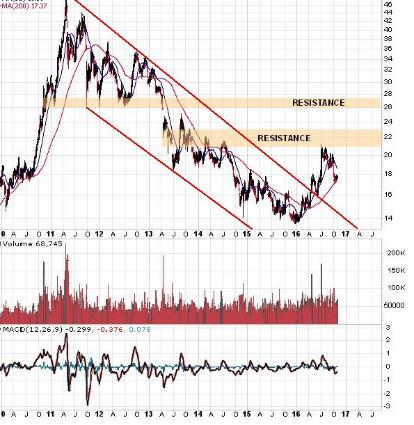 MA(200) 17.37
46
44
42
40
38
36
34
32
30
28
RESISTANCE
26
24
RESISTANCE
22
20
18
16
14
0 A J O 11 A J O 12 A J O 13 A J O 14 A J O 15 A J O 16 A J O 17 A J
Volume 68,745
200K
150K
100K
50000
MACD(12,26,9) -0.299, -0.376, 0.078
3
2
1
0
-1
-2
-3
0 A J O 11 A J O 12 A J O 13 A J O 14 A J O 15 A J O 16 A J O 17 A J